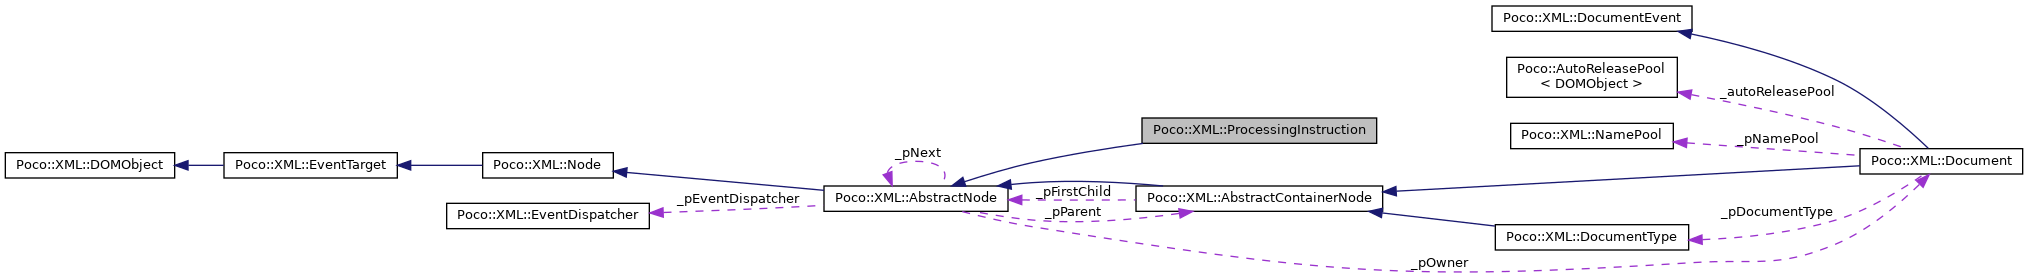 Poco::XML::DocumentEvent
Poco::AutoReleasePool
< DOMObject >
_autoReleasePool
Poco::XML::ProcessingInstruction
Poco::XML::NamePool
_pNamePool
_pNext
Poco::XML::DOMObject
Poco::XML::EventTarget
Poco::XML::Node
Poco::XML::Document
_pFirstChild
Poco::XML::AbstractNode
Poco::XML::AbstractContainerNode
_pEventDispatcher
Poco::XML::EventDispatcher
_pParent
_pDocumentType
Poco::XML::DocumentType
_pOwner